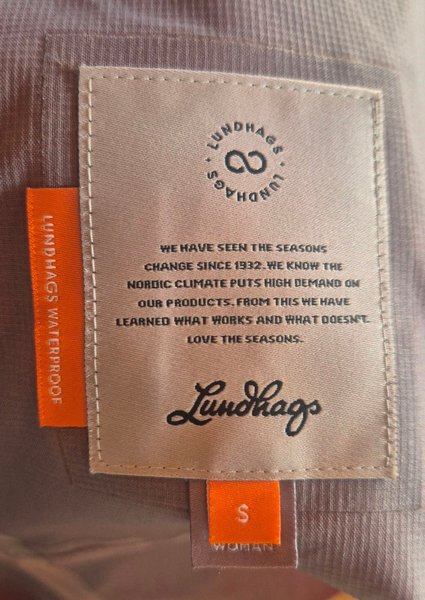 LUNDHAGS · LUNDHAGS · LUNDHAGS ·
WE HAVE SEEN THE SEASONS
CHANGE SINCE 1932. WE KNOW THE
NORDIC CLIMATE PUTS HIGH DEMAND ON
OUR PRODUCTS. FROM THIS WE HAVE
LEARNED WHAT WORKS AND WHAT DOESN'T.
LOVE THE SEASONS.
Lundhags
LUNDHAGS WATERPROOF
S
WOMAN